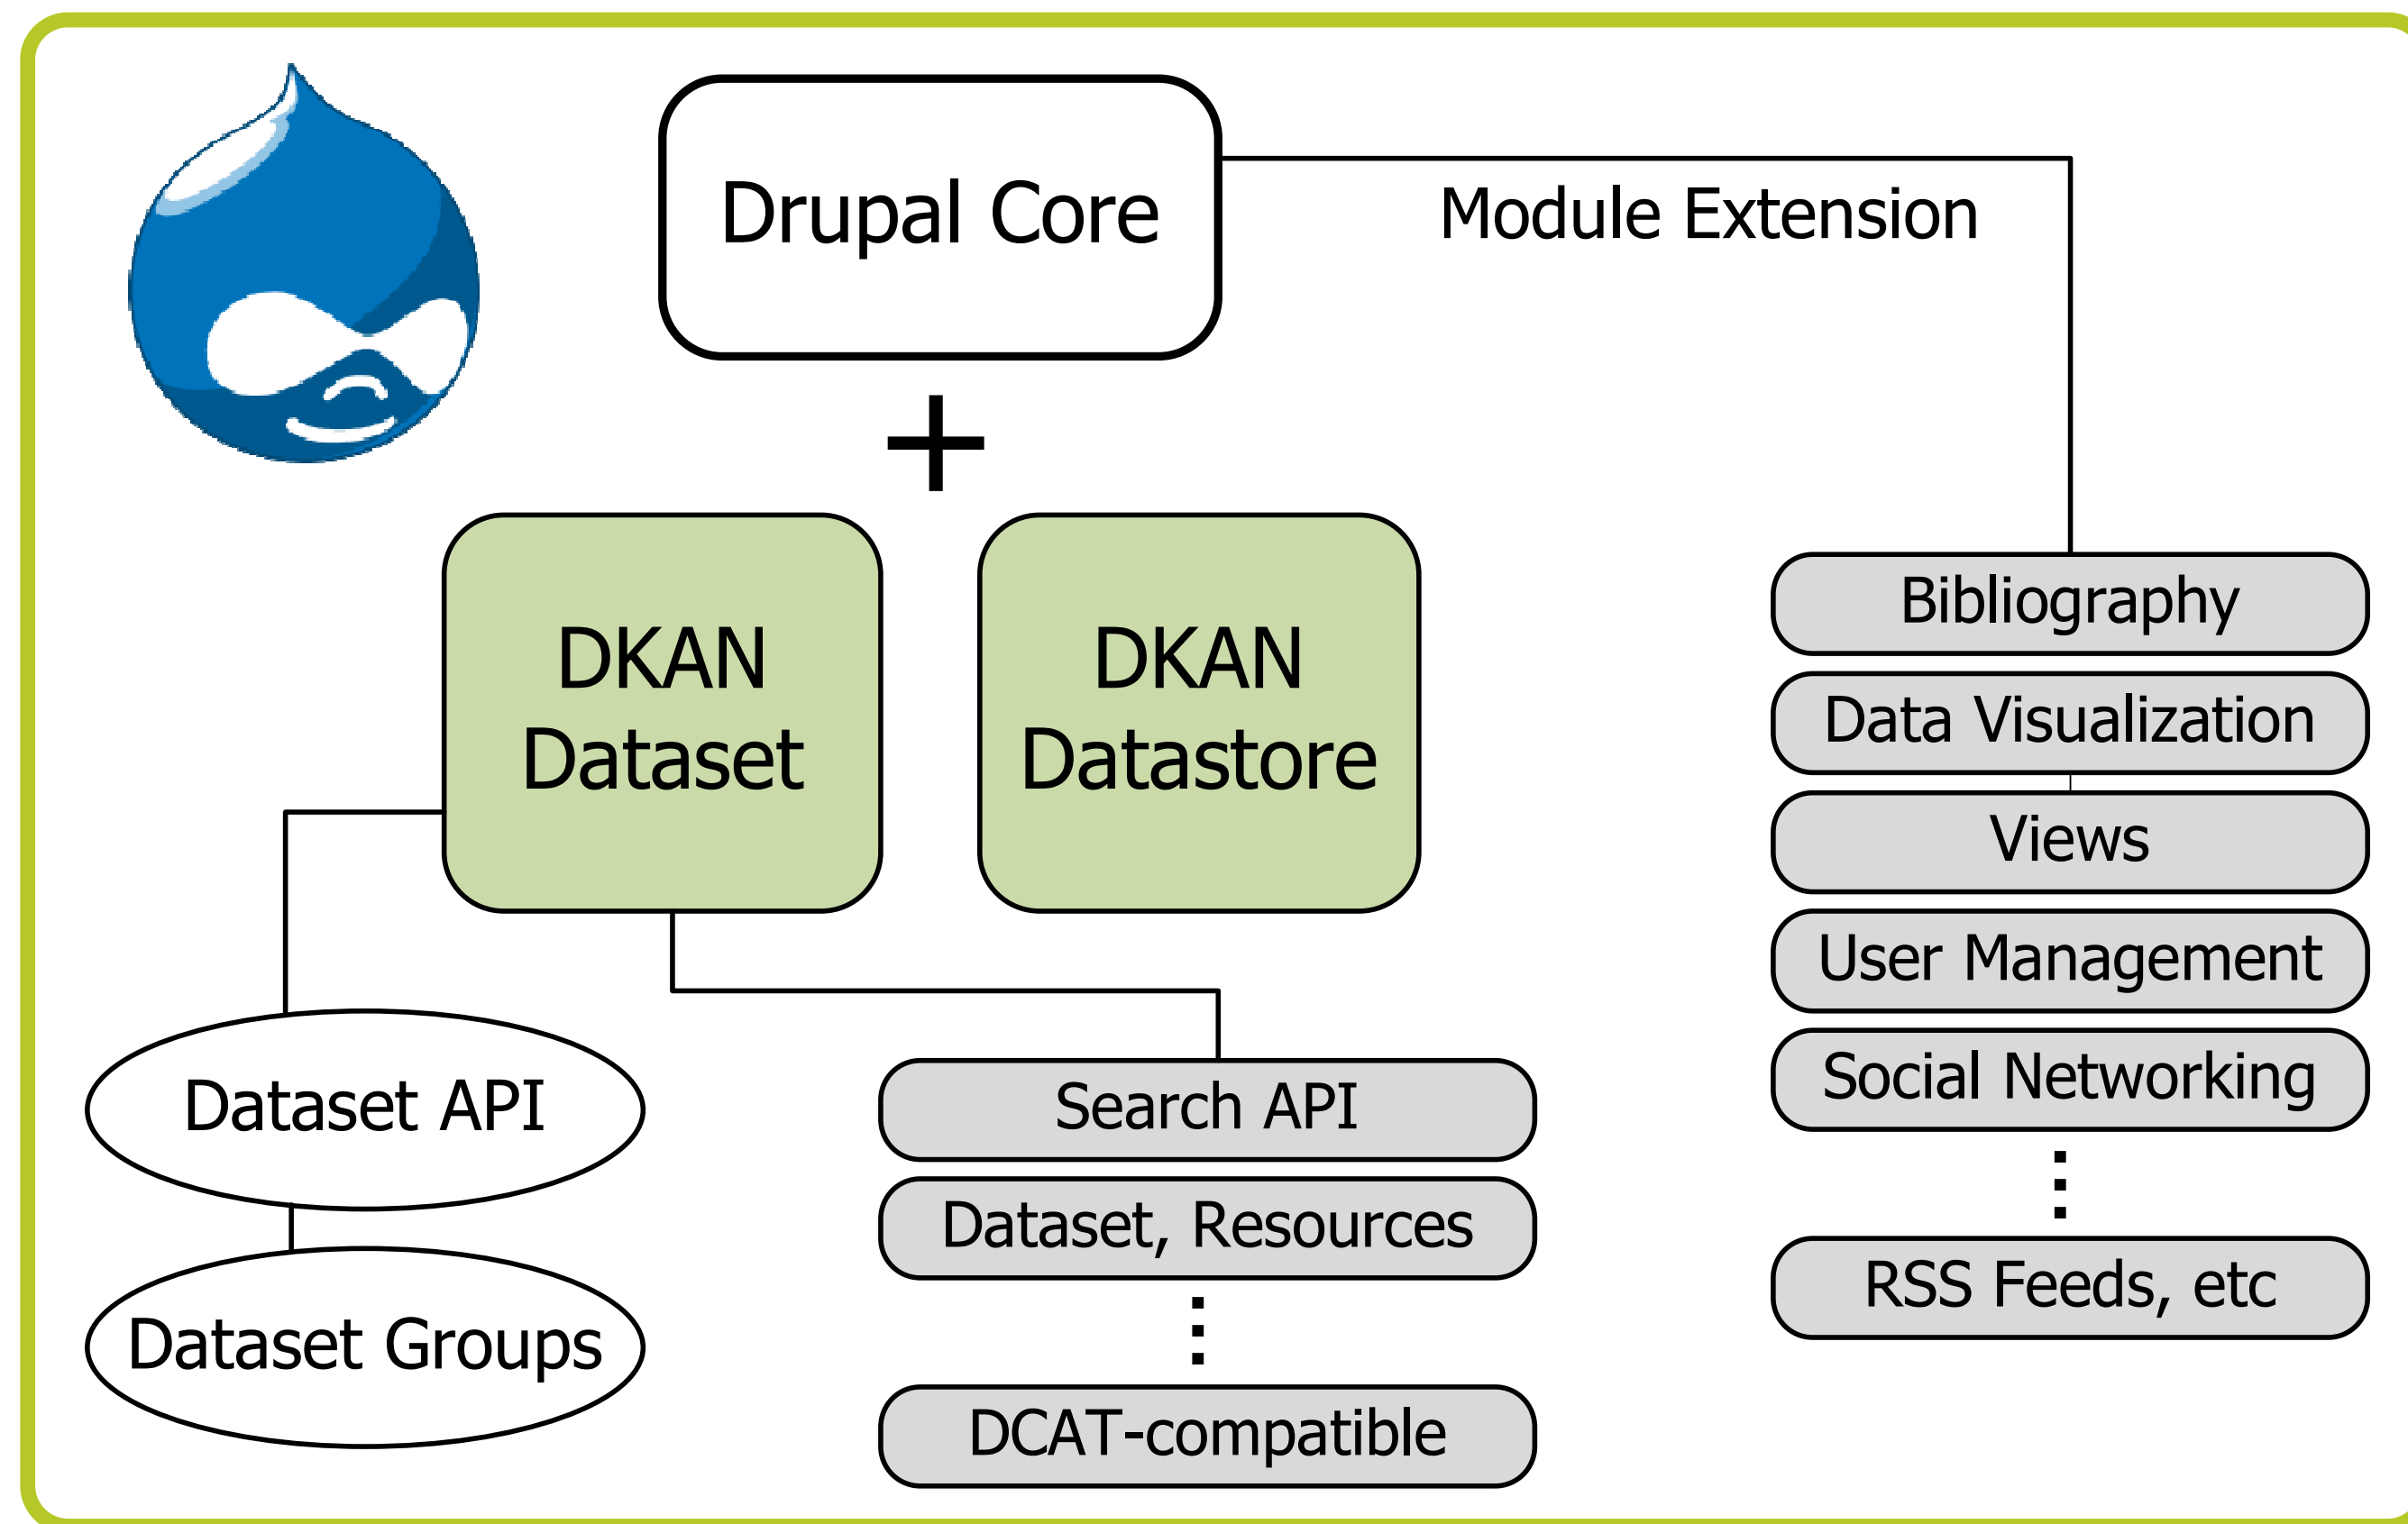 Drupal Core
Module Extension
+
DKAN
Dataset
DKAN
Datastore
Dataset API
Dataset Groups
Search API
Dataset, Resources
DCAT-compatible
Bibliography
Data Visualization
Views
User Management
Social Networking
RSS Feeds, etc